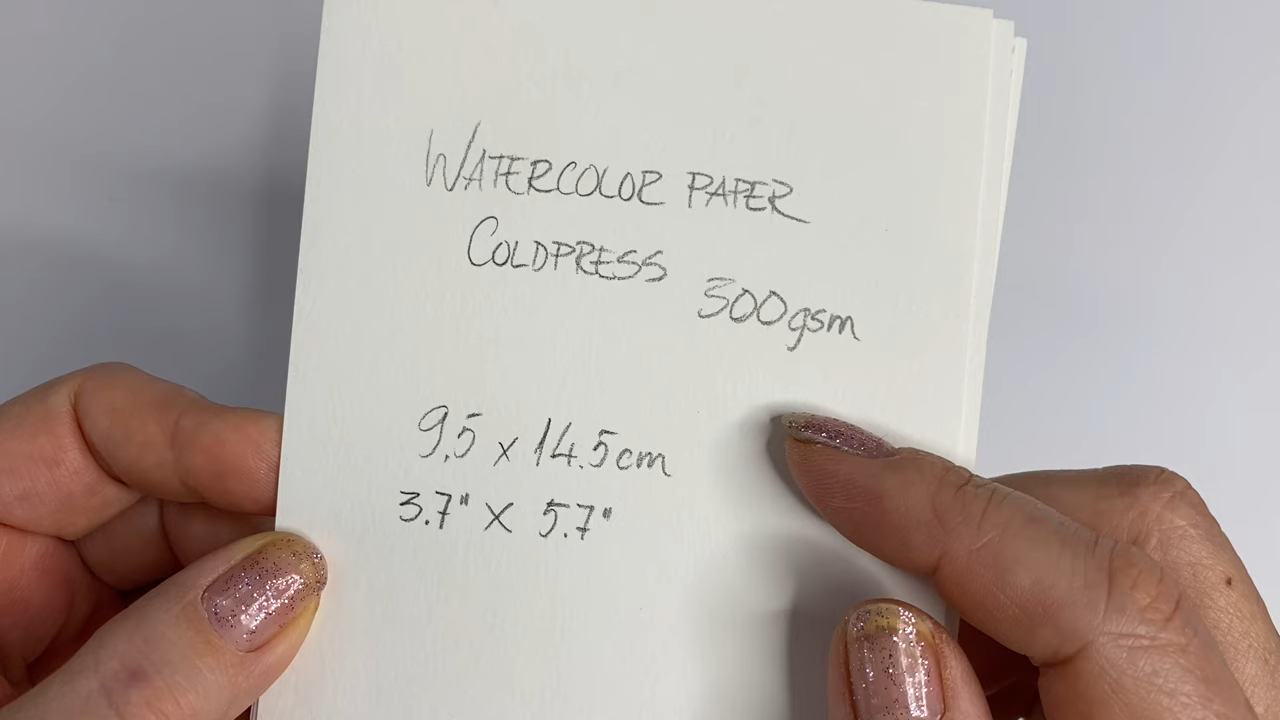 WATERCOLOR PAPER
COLDPRESS 300gsm
9,5 x 14.5cm
3.7" X 5.7"